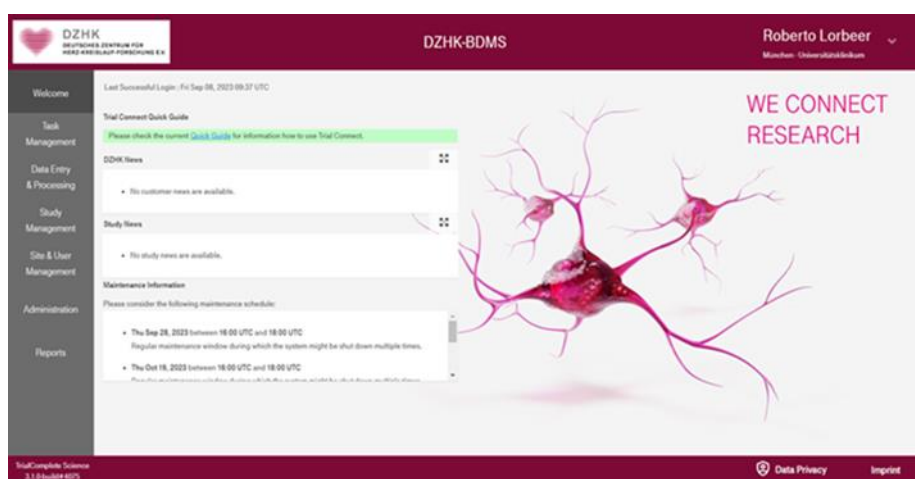 DZHK
DEUTSCHES ZENTRUM FÜR
HERZ-KREISLAUF-FORSCHUNG E.V.
DZHK-BDMS
Roberto Lorbeer
München - Universitätsklinikum
Welcome
Task
Management
Data Entry
& Processing
Study
Management
Site & User
Management
Administration
Reports
Last Successful Login : Fri Sep 08, 2023 09:37 UTC
Trial Connect Quick Guide
Please check the current Quick Guide for information how to use Trial Connect.
DZHK News
No customer news are available.
Study News
No study news are available.
Maintenance Information
Please consider the following maintenance schedule:
Thu Sep 28, 2023 between 16:00 UTC and 18:00 UTC
Regular maintenance window during which the system might be shut down multiple times.
Thu Oct 19, 2023 between 16:00 UTC and 18:00 UTC
WE CONNECT
RESEARCH
TrialComplete Science
Data Privacy
Imprint